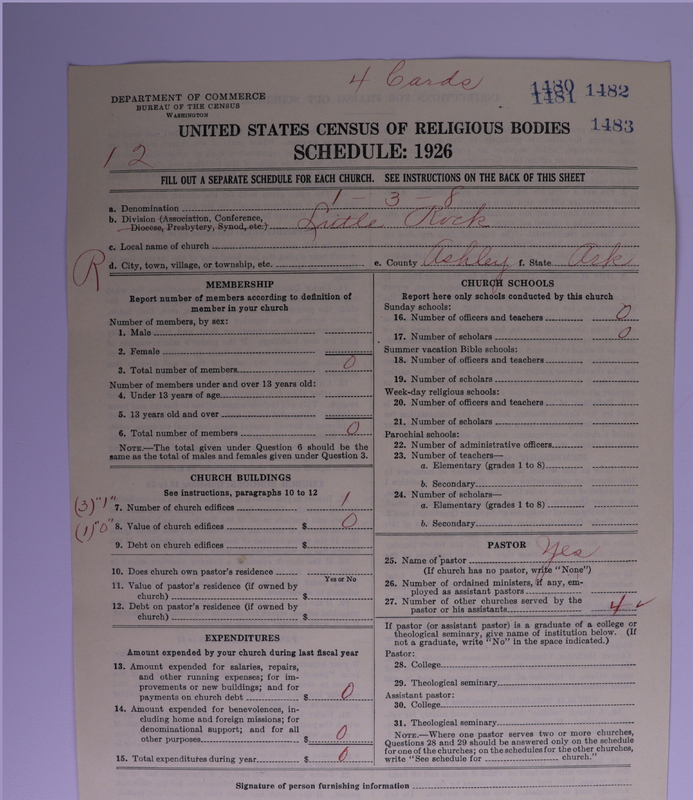 4 Cards
1480
1481 1482
1483
DEPARTMENT OF COMMERCE
BUREAU OF THE CENSUS
WASHINGTON
UNITED STATES CENSUS OF RELIGIOUS BODIES
SCHEDULE: 1926
12
FILL OUT A SEPARATE SCHEDULE FOR EACH CHURCH. SEE INSTRUCTIONS ON THE BACK OF THIS SHEET
a. Denomination 1 - 3 - 8
b. Division (Association, Conference,
Diocese, Presbytery, Synod, etc.) Little Rock
c. Local name of church
R
d. City, town, village, or township, etc. e. County Ashley f. State Ark
MEMBERSHIP
Report number of members according to definition of
member in your church
Number of members, by sex:
1. Male
2. Female
3. Total number of members 0
Number of members under and over 13 years old:
4. Under 13 years of age
5. 13 years old and over
6. Total number of members 0
NOTE.—The total given under Question 6 should be the
same as the total of males and females given under Question 3.
CHURCH BUILDINGS
See instructions, paragraphs 10 to 12
(3) "1" 7. Number of church edifices 1
(1) "0" 8. Value of church edifices $ 0
9. Debt on church edifices $
10. Does church own pastor's residence
Yes or No
11. Value of pastor's residence (if owned by
church) $
12. Debt on pastor's residence (if owned by
church) $
EXPENDITURES
Amount expended by your church during last fiscal year
13. Amount expended for salaries, repairs,
and other running expenses; for im-
provements or new buildings; and for
payments on church debt $ 0
14. Amount expended for benevolences, in-
cluding home and foreign missions; for
denominational support; and for all
other purposes $ 0
15. Total expenditures during year $ 0
CHURCH SCHOOLS
Report here only schools conducted by this church
Sunday schools:
16. Number of officers and teachers 0
17. Number of scholars 0
Summer vacation Bible schools:
18. Number of officers and teachers
19. Number of scholars
Week-day religious schools:
20. Number of officers and teachers
21. Number of scholars
Parochial schools:
22. Number of administrative officers
23. Number of teachers—
a. Elementary (grades 1 to 8)
b. Secondary
24. Number of scholars—
a. Elementary (grades 1 to 8)
b. Secondary
PASTOR
25. Name of pastor Yes
(If church has no pastor, write "None")
26. Number of ordained ministers, if any, em-
ployed as assistant pastors
27. Number of other churches served by the
pastor or his assistants 4 ✓
If pastor (or assistant pastor) is a graduate of a college or
theological seminary, give name of institution below. (If
not a graduate, write "No" in the space indicated.)
Pastor:
28. College
29. Theological seminary
Assistant pastor:
30. College
31. Theological seminary
NOTE.—Where one pastor serves two or more churches,
Questions 28 and 29 should be answered only on the schedule
for one of the churches; on the schedules for the other churches,
write "See schedule for church."
Signature of person furnishing information